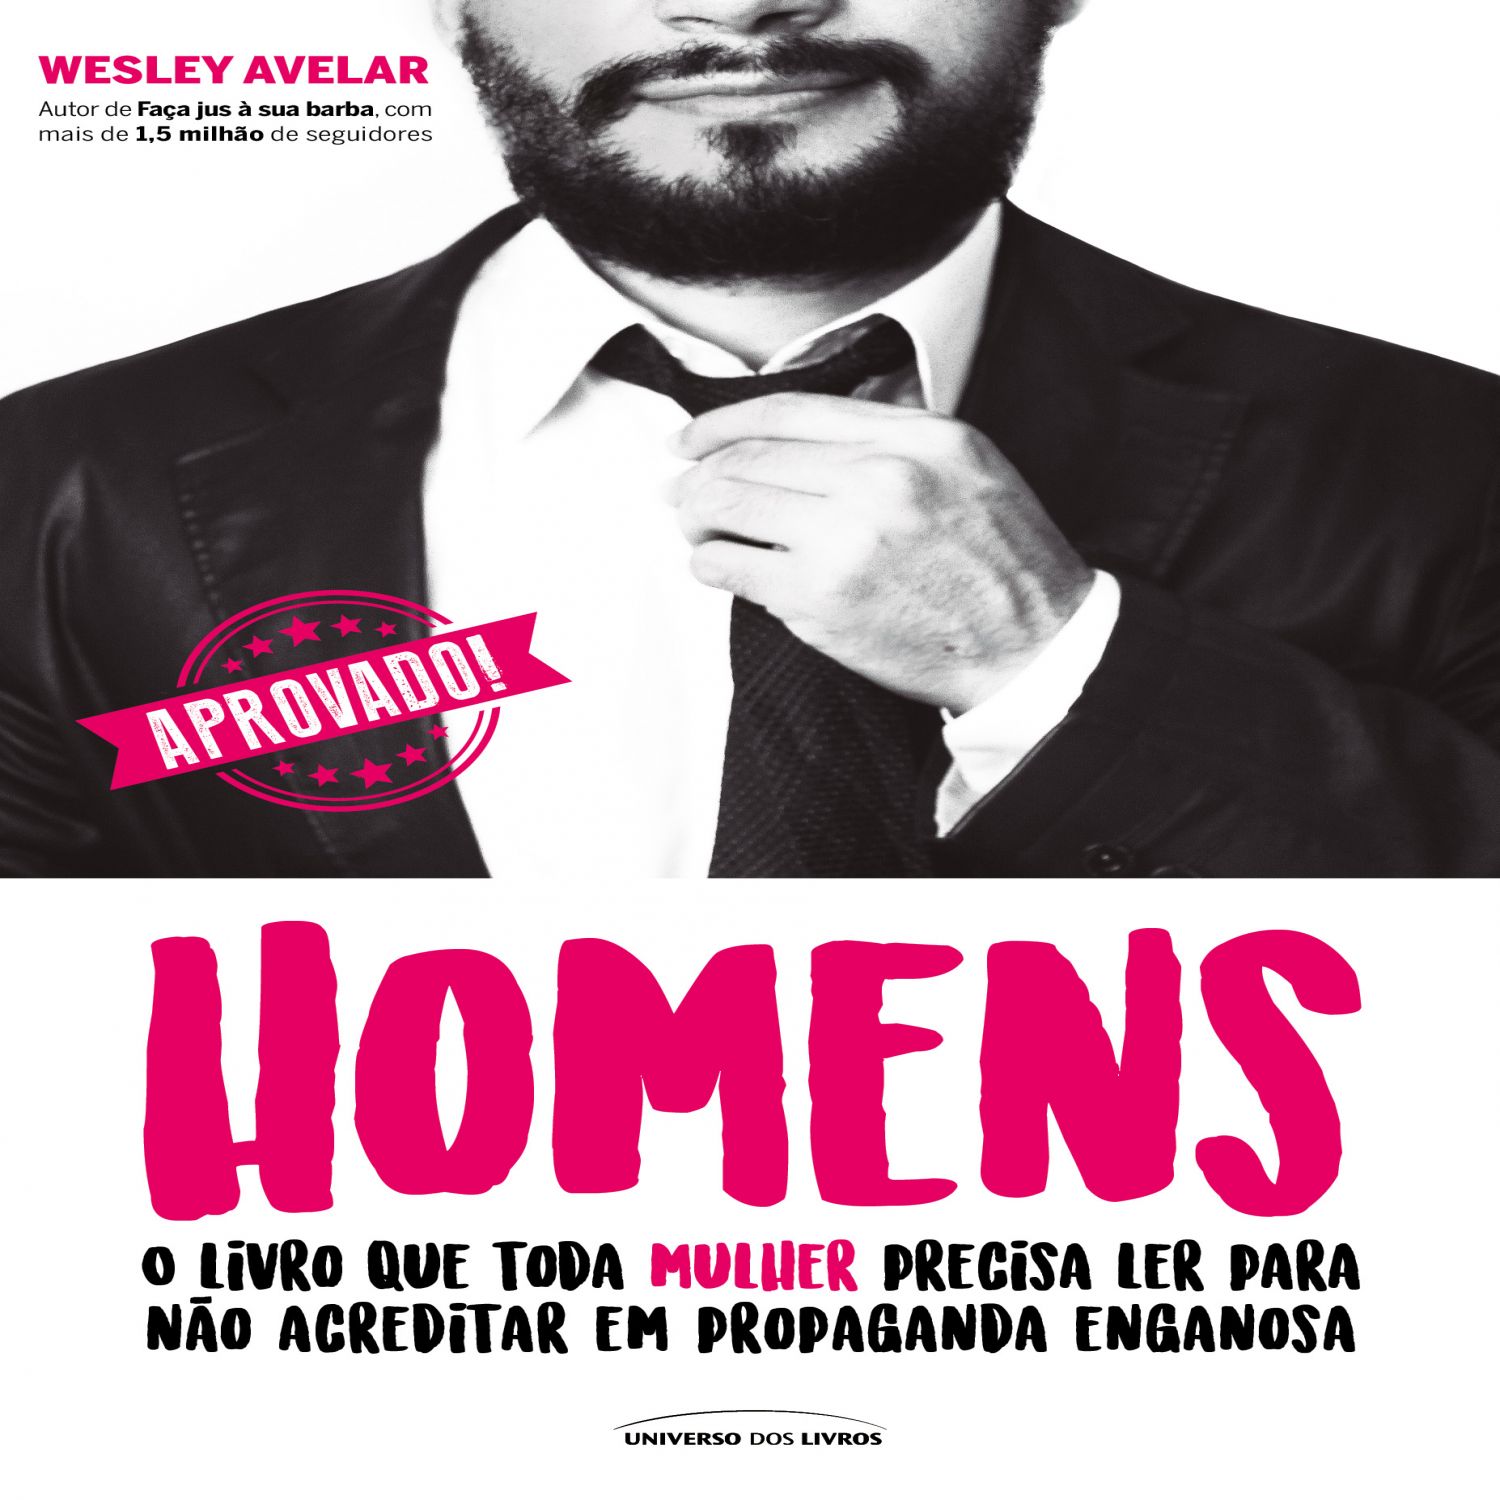 WESLEY AVELAR
Autor de Faça jus à sua barba, com
mais de 1,5 milhão de seguidores
APROVADO!
HOMENS
O LIVRO QUE TODA MULHER PRECISA LER PARA
NÃO ACREDITAR EM PROPAGANDA ENGANOSA
UNIVERSO DOS LIVROS